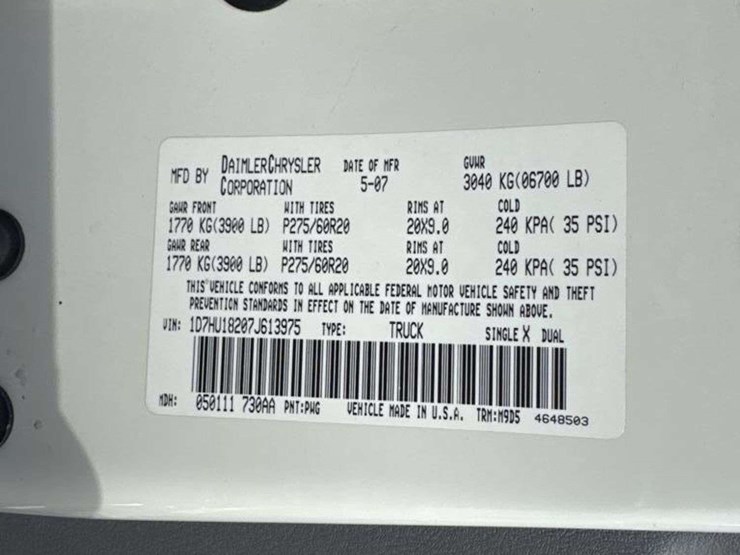 MFD BY DAIMLERCHRYSLER CORPORATION DATE OF MFR 5-07 GVWR 3040 KG(06700 LB)
GAWR FRONT WITH TIRES RIMS AT COLD
1770 KG(3900 LB) P275/60R20 20X9.0 240 KPA( 35 PSI)
GAWR REAR WITH TIRES RIMS AT COLD
1770 KG(3900 LB) P275/60R20 20X9.0 240 KPA( 35 PSI)
THIS VEHICLE CONFORMS TO ALL APPLICABLE FEDERAL MOTOR VEHICLE SAFETY AND THEFT
PREVENTION STANDARDS IN EFFECT ON THE DATE OF MANUFACTURE SHOWN ABOVE.
VIN: 1D7HU18207J613975 TYPE: TRUCK SINGLE X DUAL
MDH: 050111 730AA PNT:PWG VEHICLE MADE IN U.S.A. TRM:M9D5 4648503